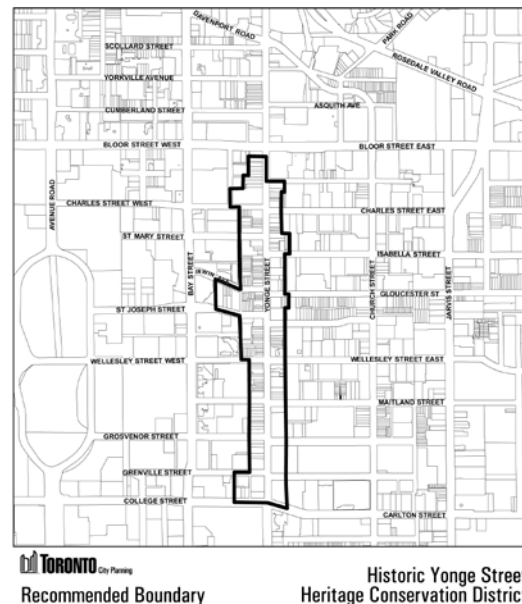 DAVENPORT ROAD
PARK ROAD
SCOLLARD STREET
ROSEDALE VALLEY ROAD
YORKVILLE AVENUE
CUMBERLAND STREET
ASQUITH AVE
BLOOR STREET WEST
BLOOR STREET EAST
AVENUE ROAD
CHARLES STREET WEST
CHARLES STREET EAST
ST MARY STREET
BAY STREET
YONGE STREET
ISABELLA STREET
CHURCH STREET
JARVIS STREET
IRWIN AVE
GLOUCESTER ST
ST JOSEPH STREET
WELLESLEY STREET WEST
WELLESLEY STREET EAST
MAITLAND STREET
GROSVENOR STREET
GRENVILLE STREET
COLLEGE STREET
CARLTON STREET
TORONTO City Planning
Recommended Boundary
Historic Yonge Stree
Heritage Conservation Distric